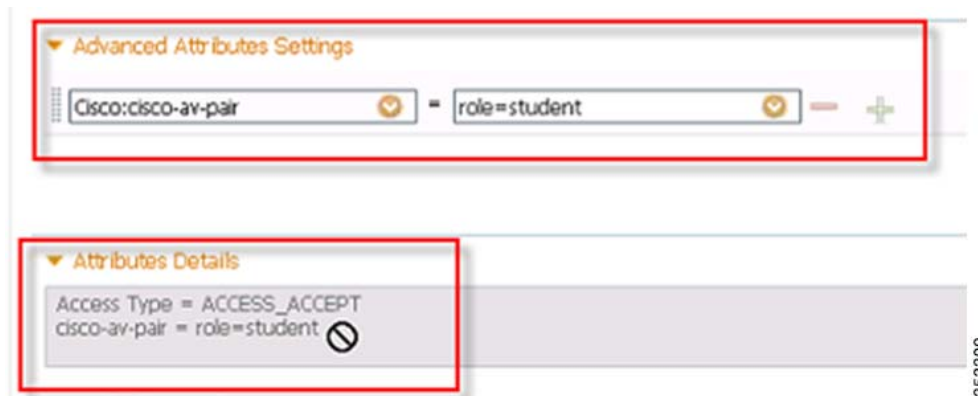 Advanced Attributes Settings
Cisco:cisco-av-pair = role=student
Attributes Details
Access Type = ACCESS_ACCEPT
cisco-av-pair = role=student